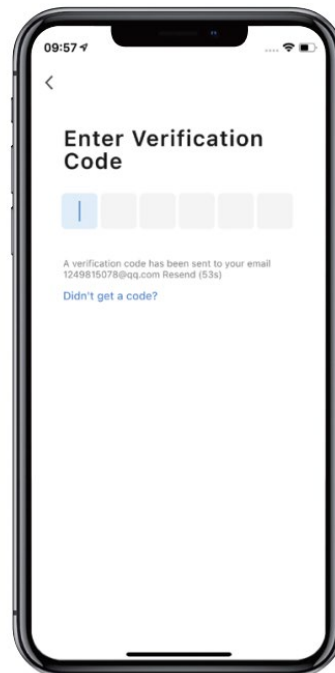 09:57
Enter Verification
Code
A verification code has been sent to your email
1249815078@qq.com Resend (53s)
Didn't get a code?